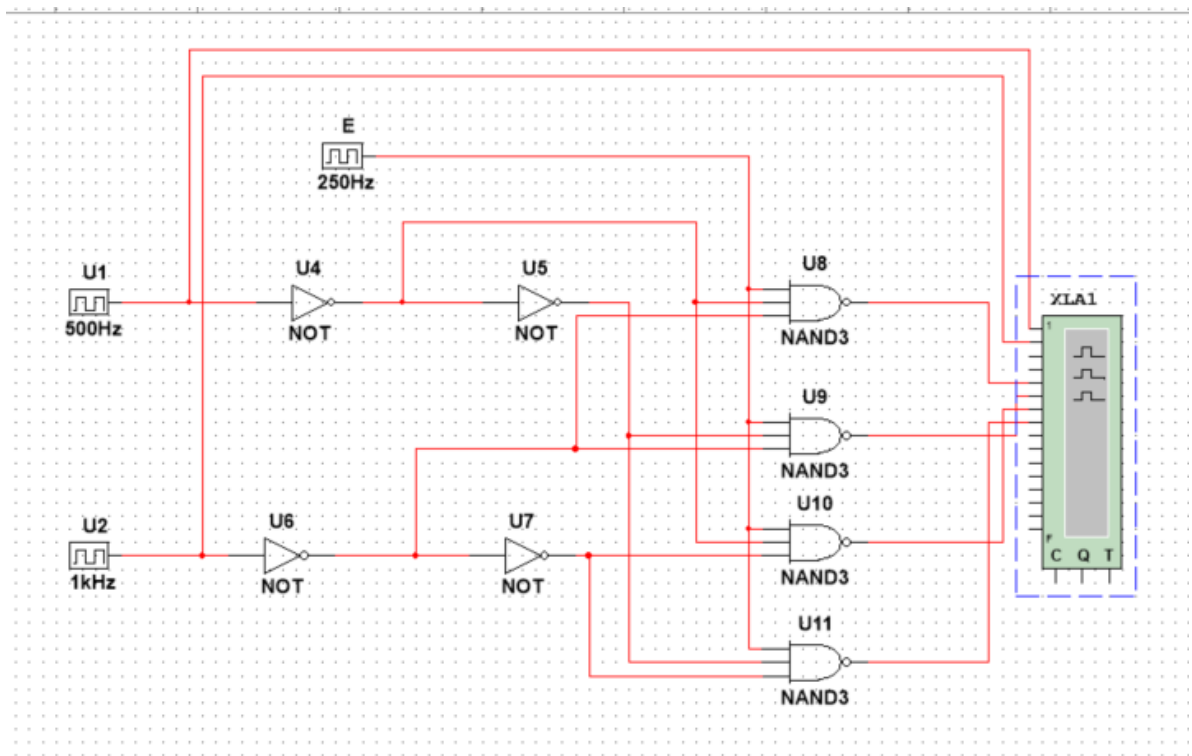 E
250Hz
U1
500Hz
U4
NOT
U5
NOT
U8
NAND3
XLA1
1
F
C Q T
U9
NAND3
U10
NAND3
U2
1kHz
U6
NOT
U7
NOT
U11
NAND3